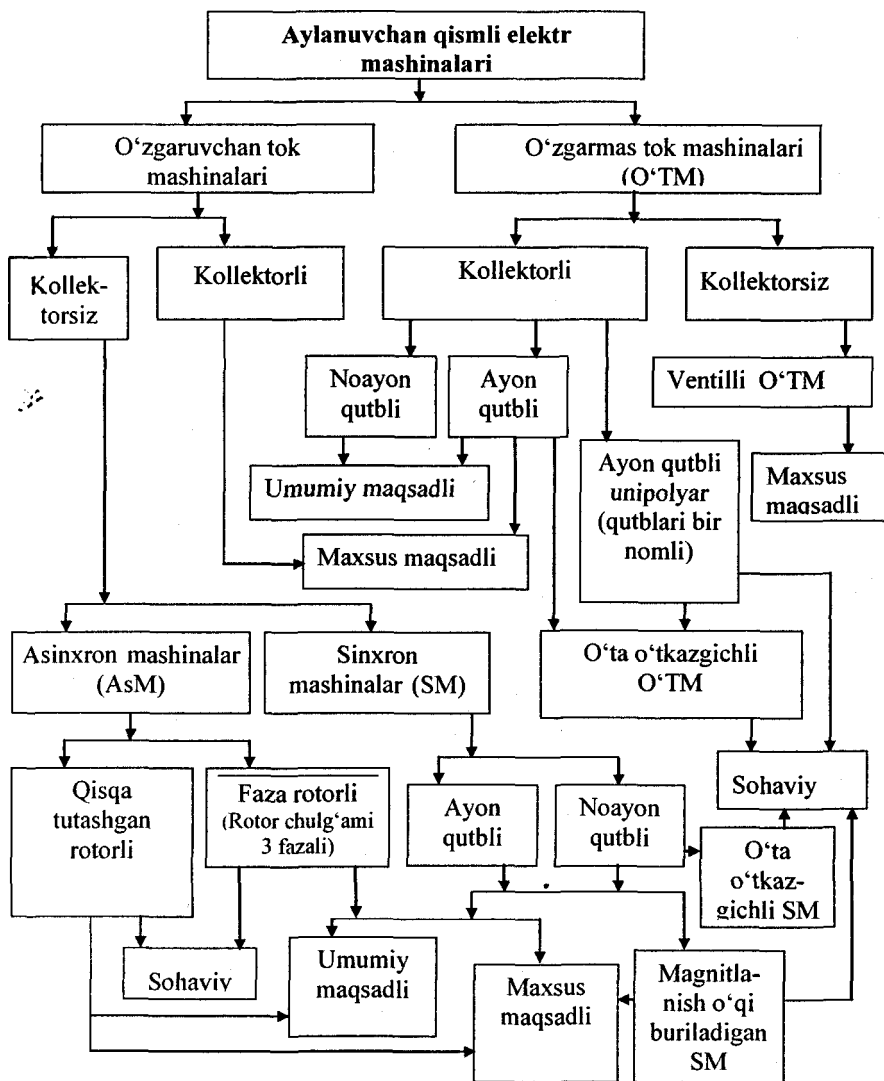 Aylanuvchan qismli elektr
mashinalari
O‘zgaruvchan tok
mashinalari
O‘zgarmas tok mashinalari
(O‘TM)
Kollek-
torsiz
Kollektorli
Kollektorli
Kollektorsiz
Noayon
qutbli
Ayon
qutbli
Ventilli O‘TM
Umumiy maqsadli
Ayon qutbli
unipolyar
(qutblari bir
nomli)
Maxsus
maqsadli
Maxsus maqsadli
Asinxron mashinalar
(AsM)
Sinxron
mashinalar (SM)
O‘ta o‘tkazgichli
O‘TM
Qisqa
tutashgan
rotorli
Faza rotorli
(Rotor chulg‘ami
3 fazali)
Ayon
qutbli
Noayon
qutbli
Sohaviy
O‘ta
o‘tkaz-
gichli SM
Sohaviv
Umumiy
maqsadli
Maxsus
maqsadli
Magnitla-
nish o‘qi
buriladigan
SM